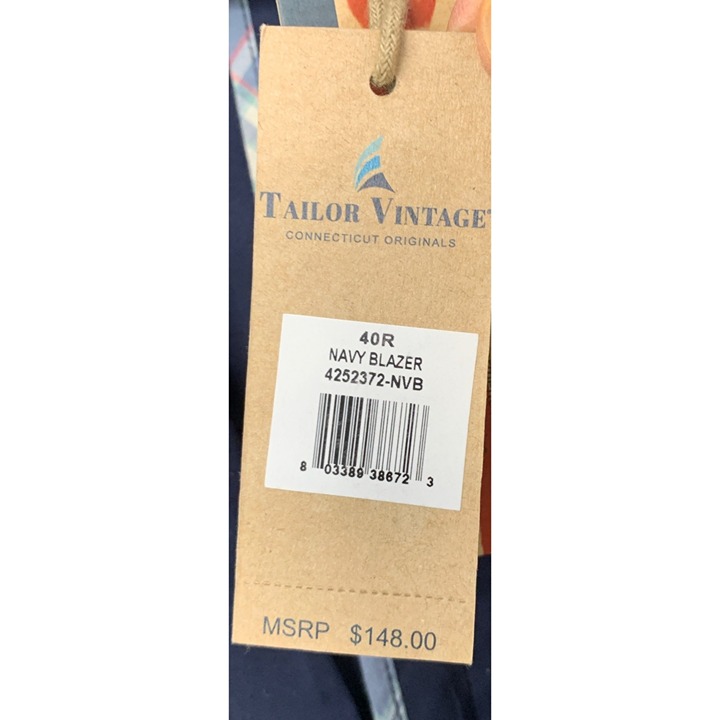 TAILOR VINTAGE®
CONNECTICUT ORIGINALS
40R
NAVY BLAZER
4252372-NVB
8 03389 38672 3
MSRP $148.00